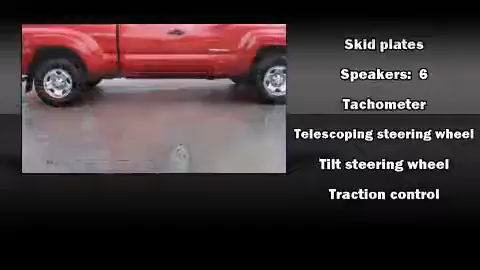 Skid plates
Speakers: 6
Tachometer
Telescoping steering wheel
Tilt steering wheel
Traction control